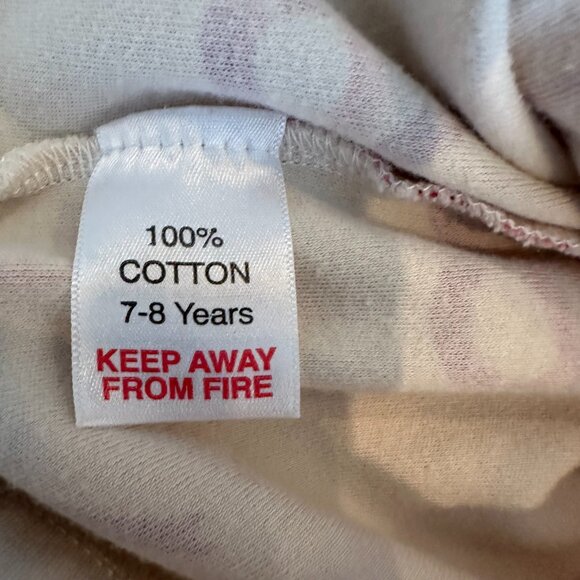 100%
COTTON
7-8 Years
KEEP AWAY
FROM FIRE